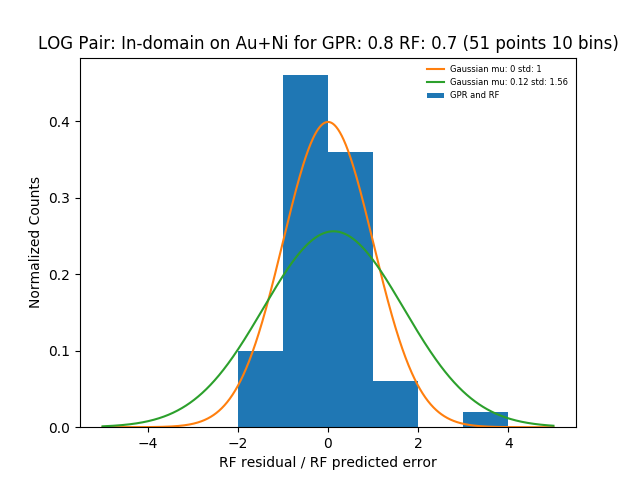 LOG Pair: In-domain on Au+Ni for GPR: 0.8 RF: 0.7 (51 points 10 bins)
Gaussian mu: 0 std: 1
Gaussian mu: 0.12 std: 1.56
GPR and RF
Normalized Counts
0.4
0.3
0.2
0.1
0.0
−4 −2 0 2 4
RF residual / RF predicted error